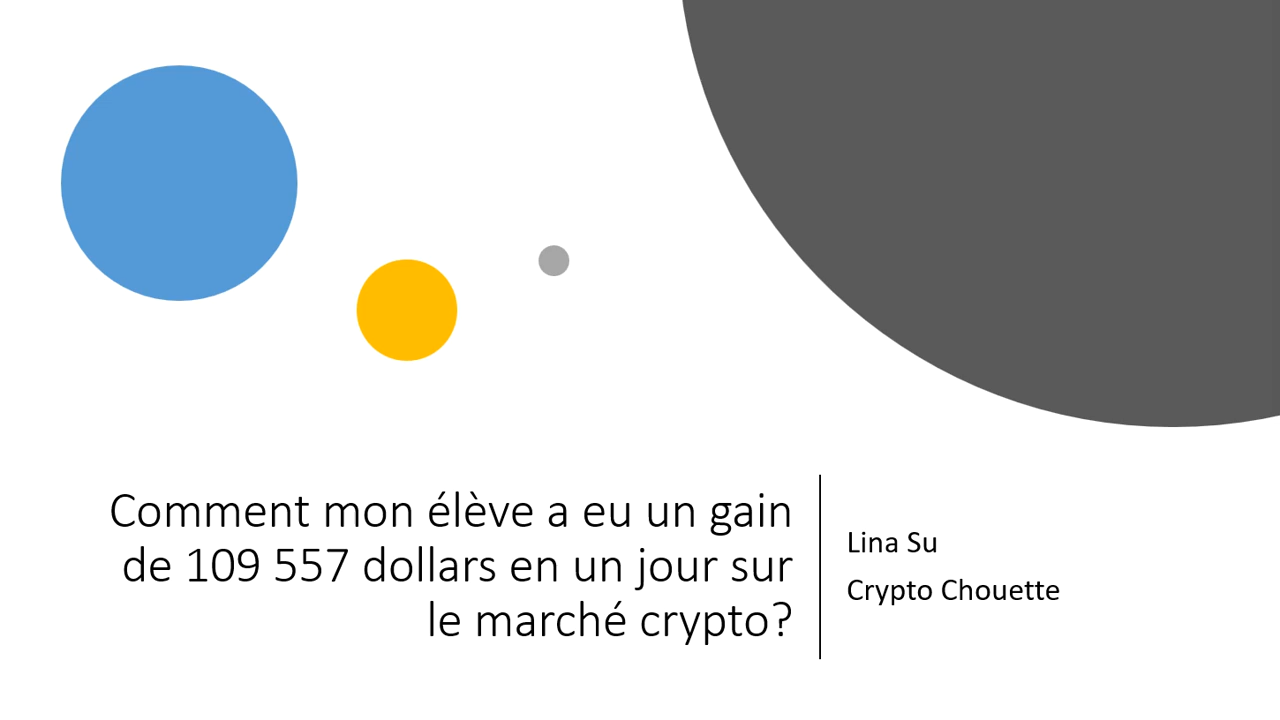 Comment mon élève a eu un gain
de 109 557 dollars en un jour sur
le marché crypto?
Lina Su
Crypto Chouette